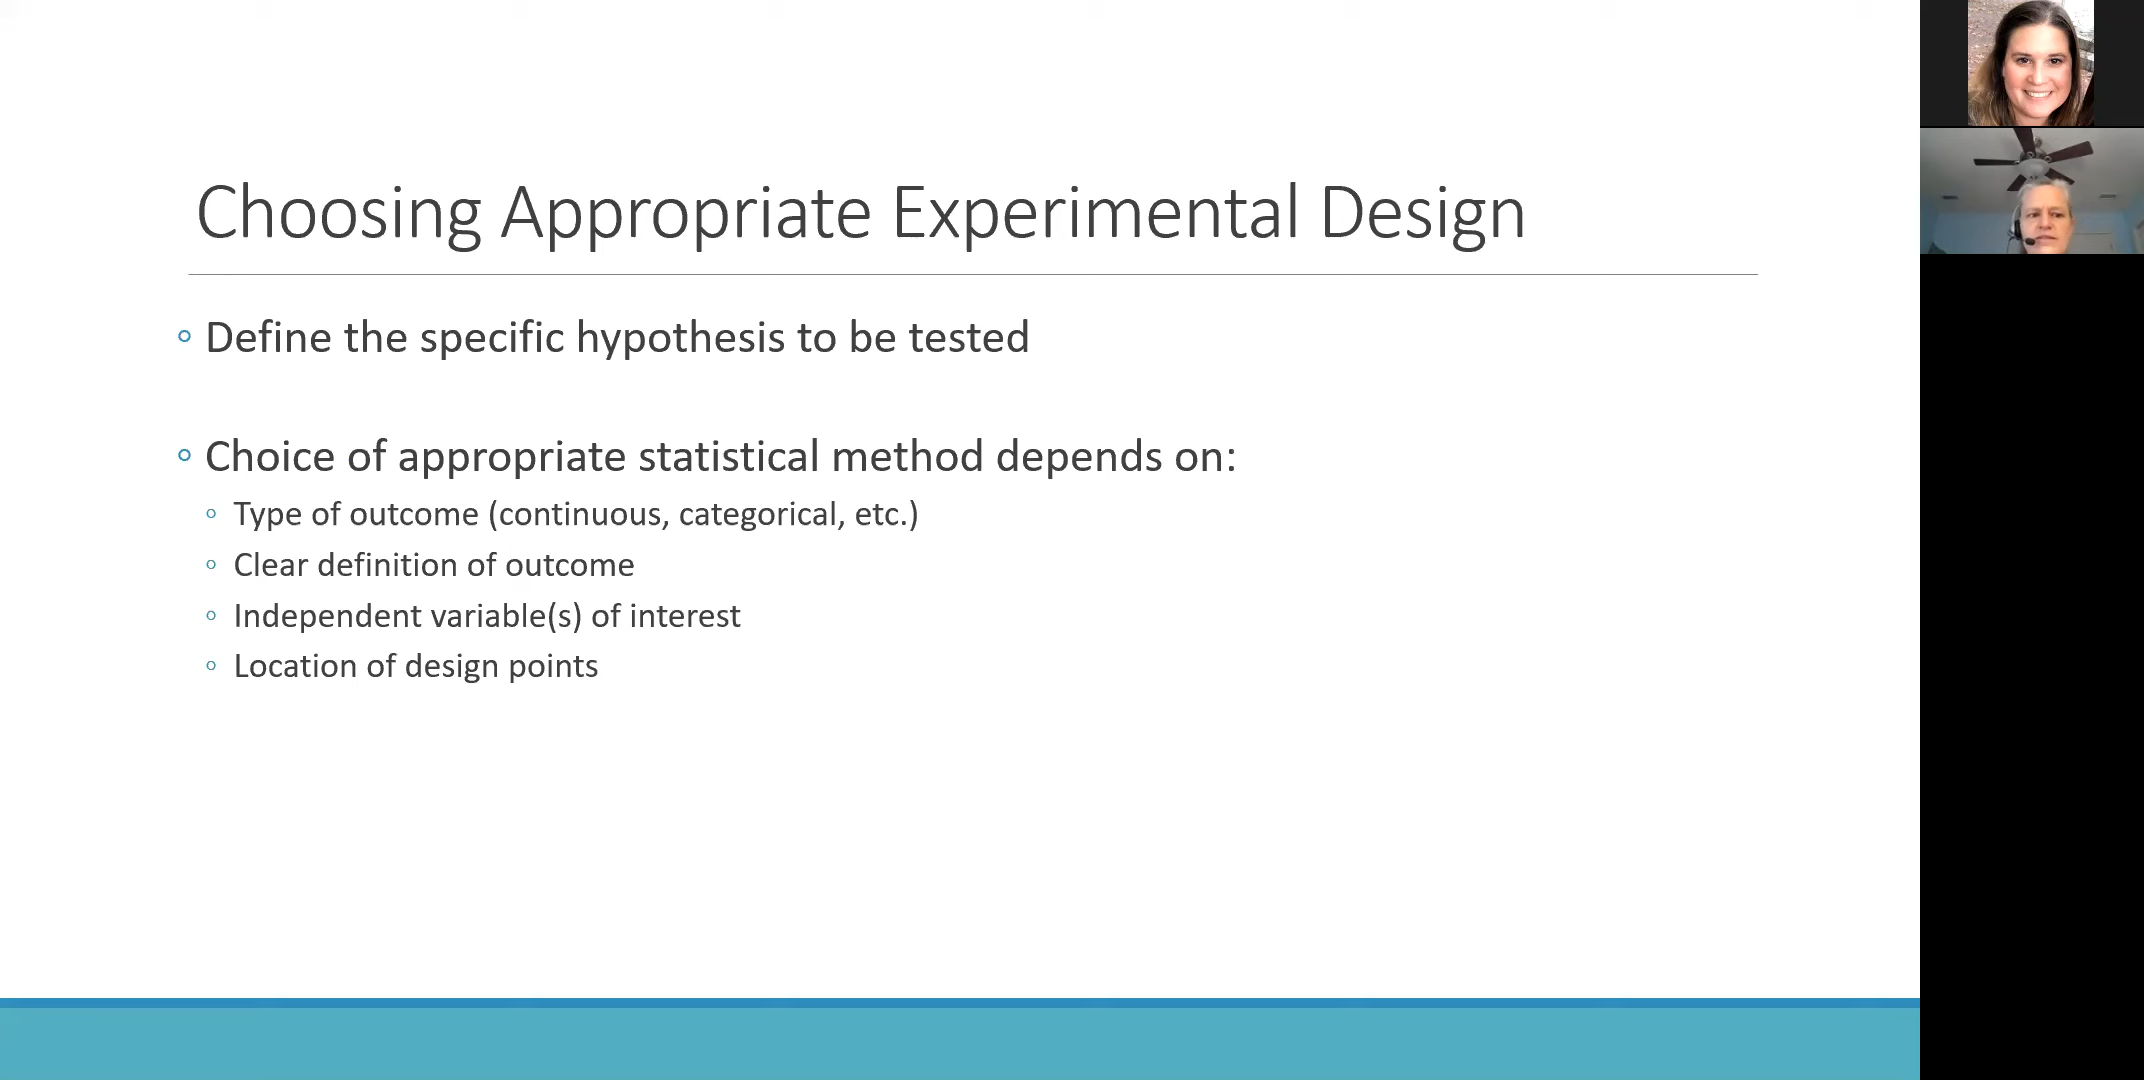 Choosing Appropriate Experimental Design
Define the specific hypothesis to be tested
Choice of appropriate statistical method depends on:
Type of outcome (continuous, categorical, etc.)
Clear definition of outcome
Independent variable(s) of interest
Location of design points